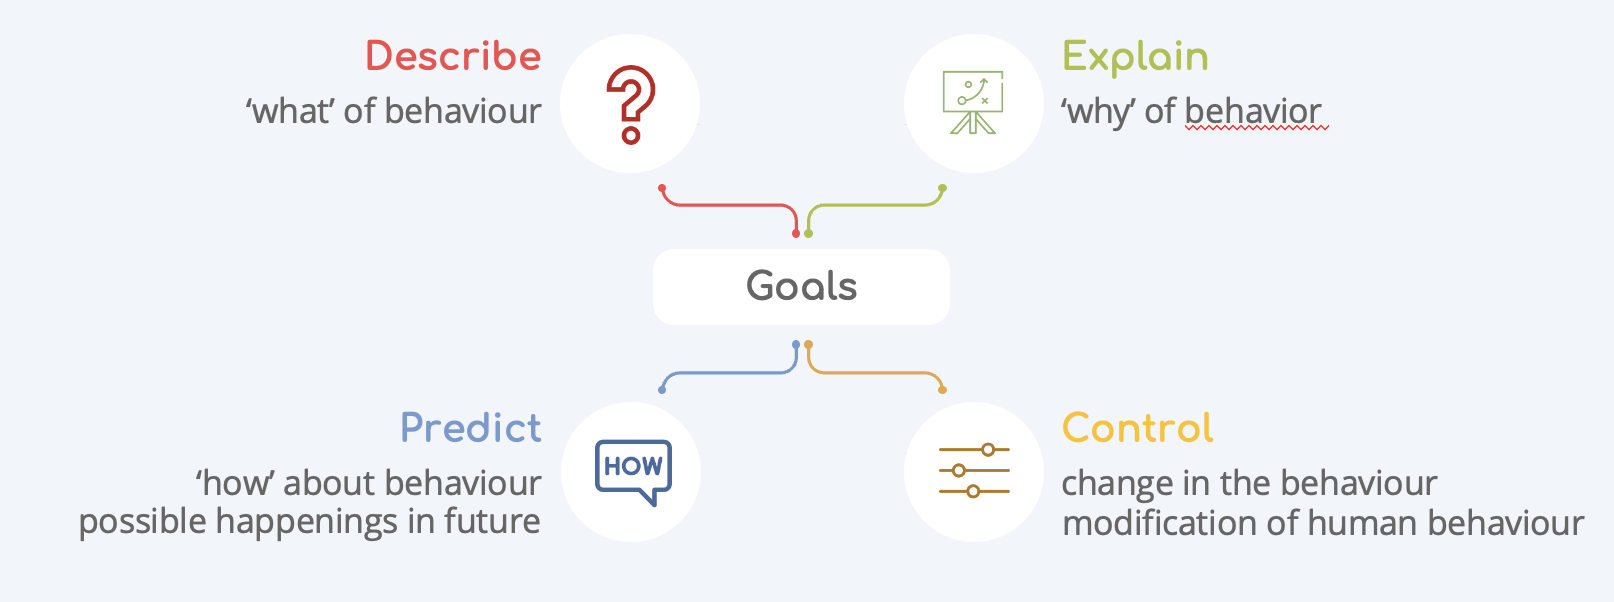 Describe
‘what’ of behaviour
Explain
‘why’ of behavior
Goals
Predict
HOW
‘how’ about behaviour
possible happenings in future
Control
change in the behaviour
modification of human behaviour